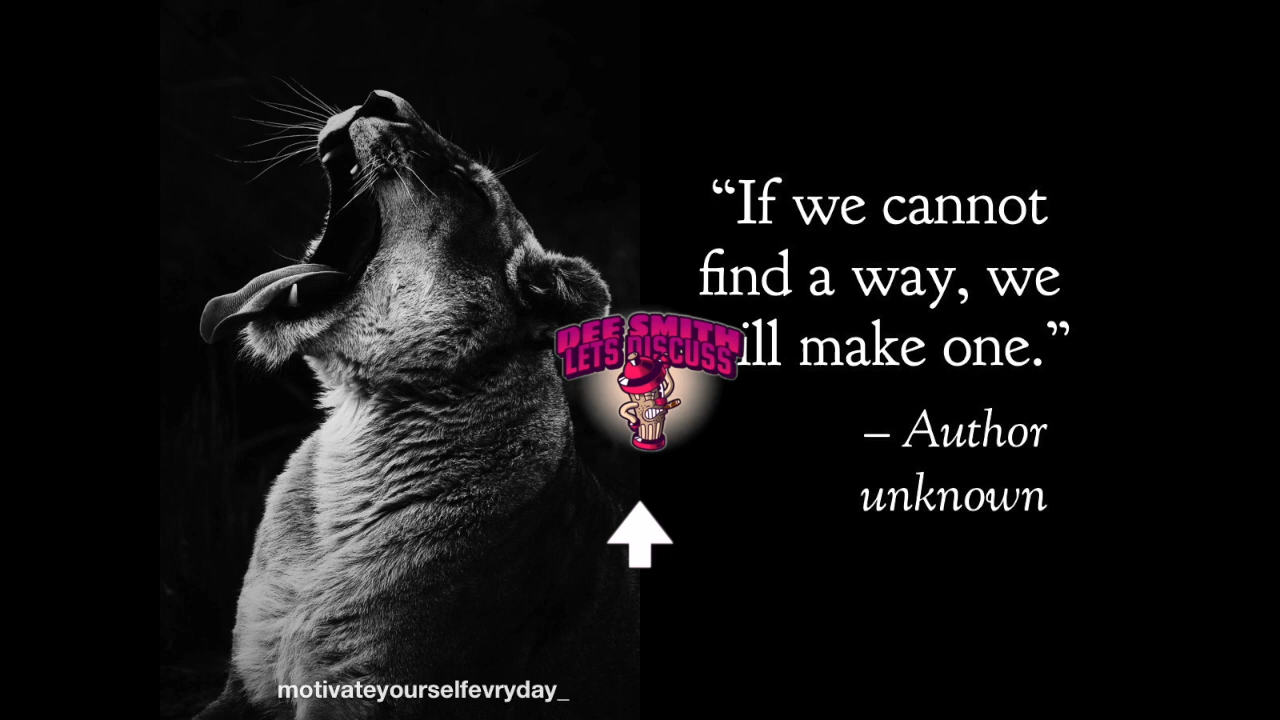 “If we cannot
find a way, we
ill make one.”
– Author
unknown
DEE SMITH
LETS DISCUSS
motivateyourselfevryday_